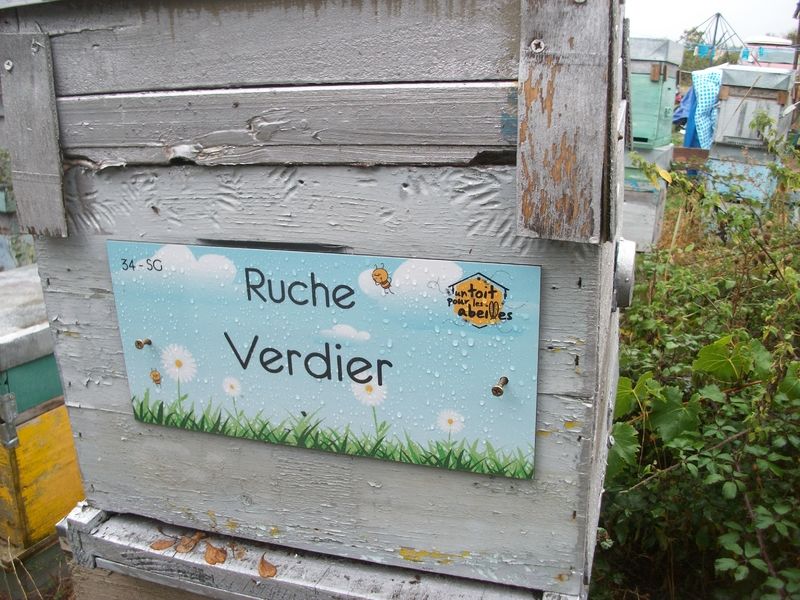 34 - SG
Ruche
Verdier
un toit
pour les
abeilles